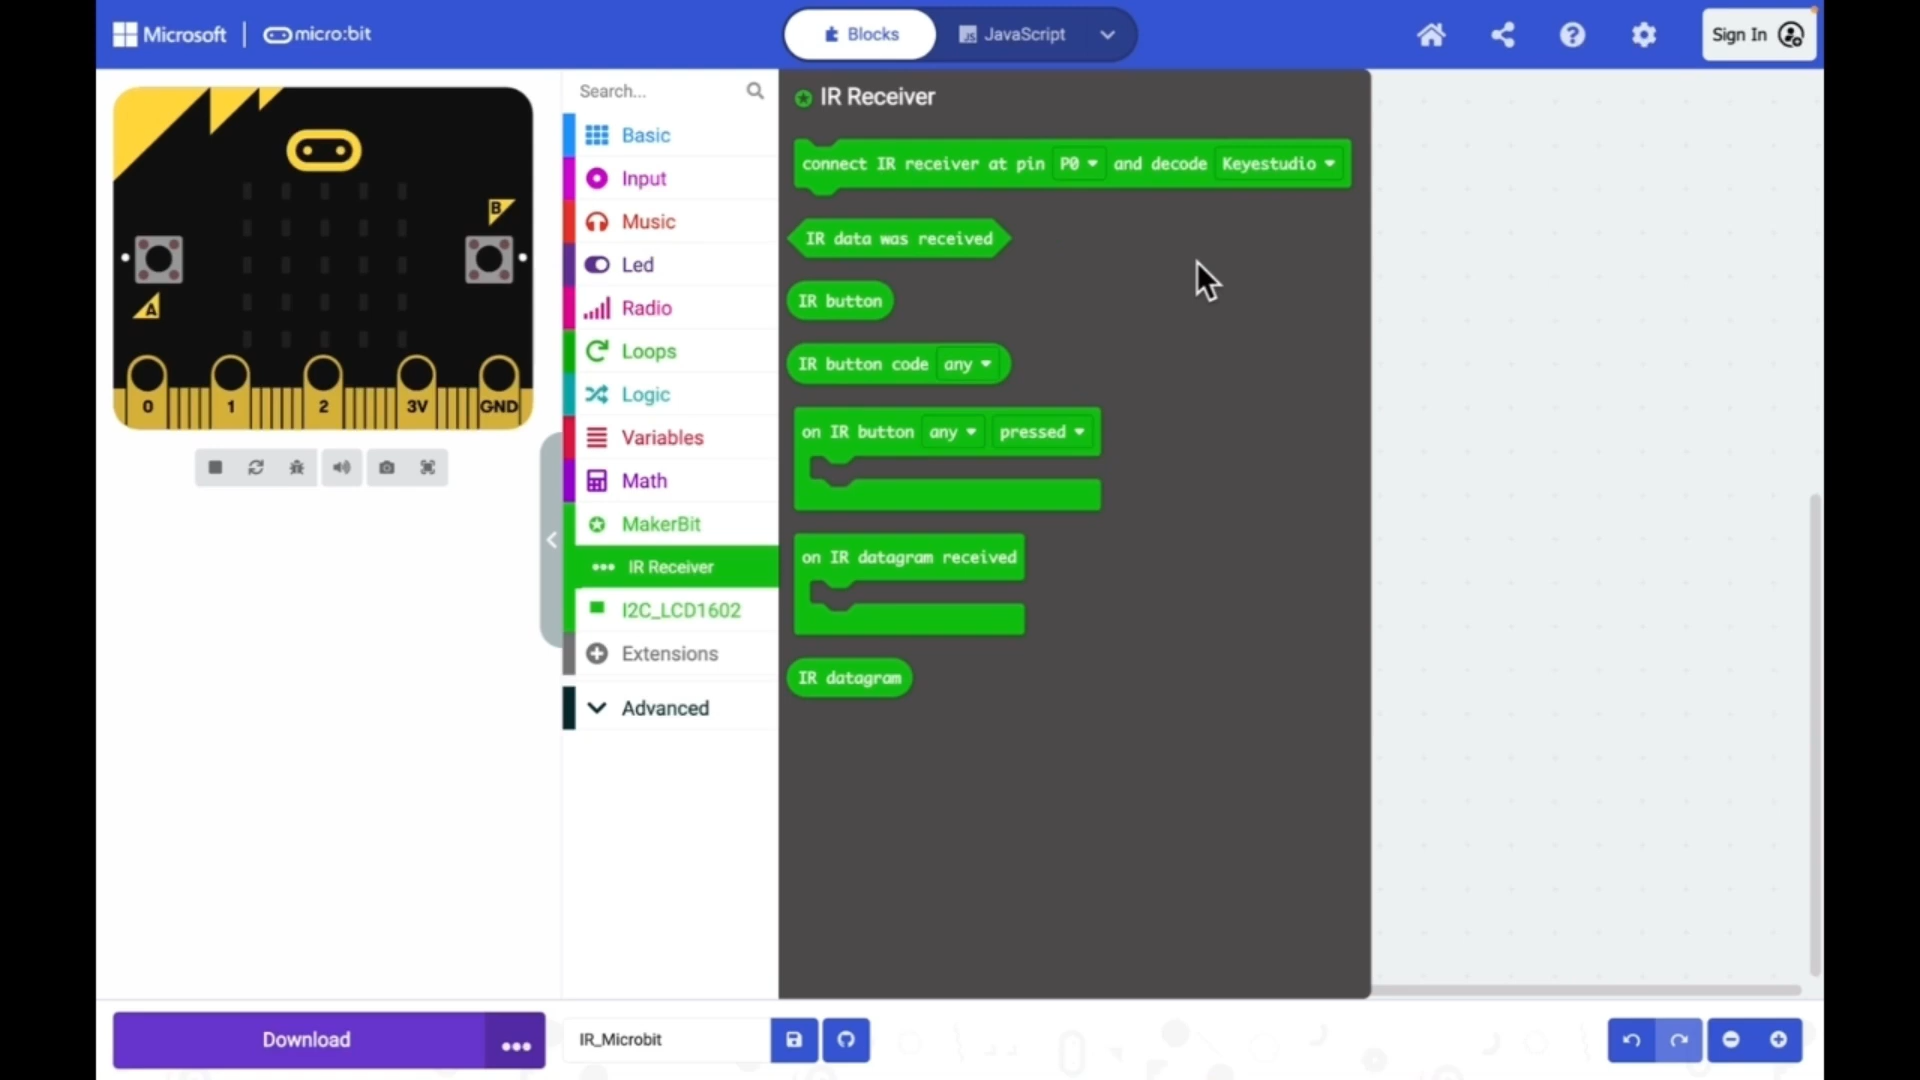 Microsoft
micro:bit
Blocks
JavaScript
Sign In
B
A
0 1 2 3V GND
Search...
Basic
Input
Music
Led
Radio
Loops
Logic
Variables
Math
MakerBit
IR Receiver
I2C_LCD1602
Extensions
Advanced
IR Receiver
connect IR receiver at pin P0 and decode Keyestudio
IR data was received
IR button
IR button code any
on IR button any pressed
on IR datagram received
IR datagram
Download
IR_Microbit